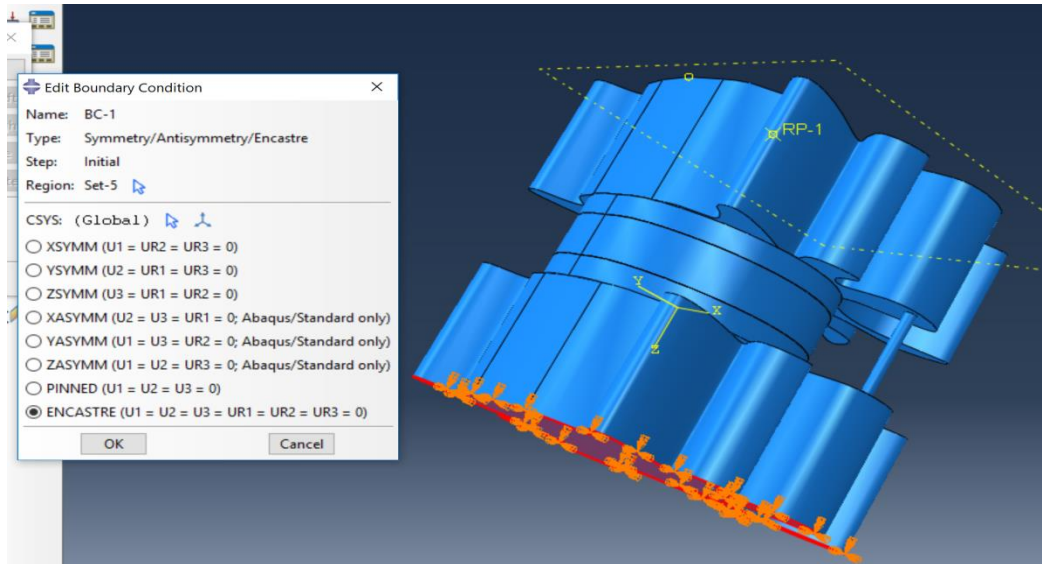 Edit Boundary Condition
Name: BC-1
Type: Symmetry/Antisymmetry/Encastre
Step: Initial
Region: Set-5
CSYS: (Global)
XSYMM (U1 = UR2 = UR3 = 0)
YSYMM (U2 = UR1 = UR3 = 0)
ZSYMM (U3 = UR1 = UR2 = 0)
XASYMM (U2 = U3 = UR1 = 0; Abaqus/Standard only)
YASYMM (U1 = U3 = UR2 = 0; Abaqus/Standard only)
ZASYMM (U1 = U2 = UR3 = 0; Abaqus/Standard only)
PINNED (U1 = U2 = U3 = 0)
ENCASTRE (U1 = U2 = U3 = UR1 = UR2 = UR3 = 0)
OK Cancel
RP-1
Y
X
Z